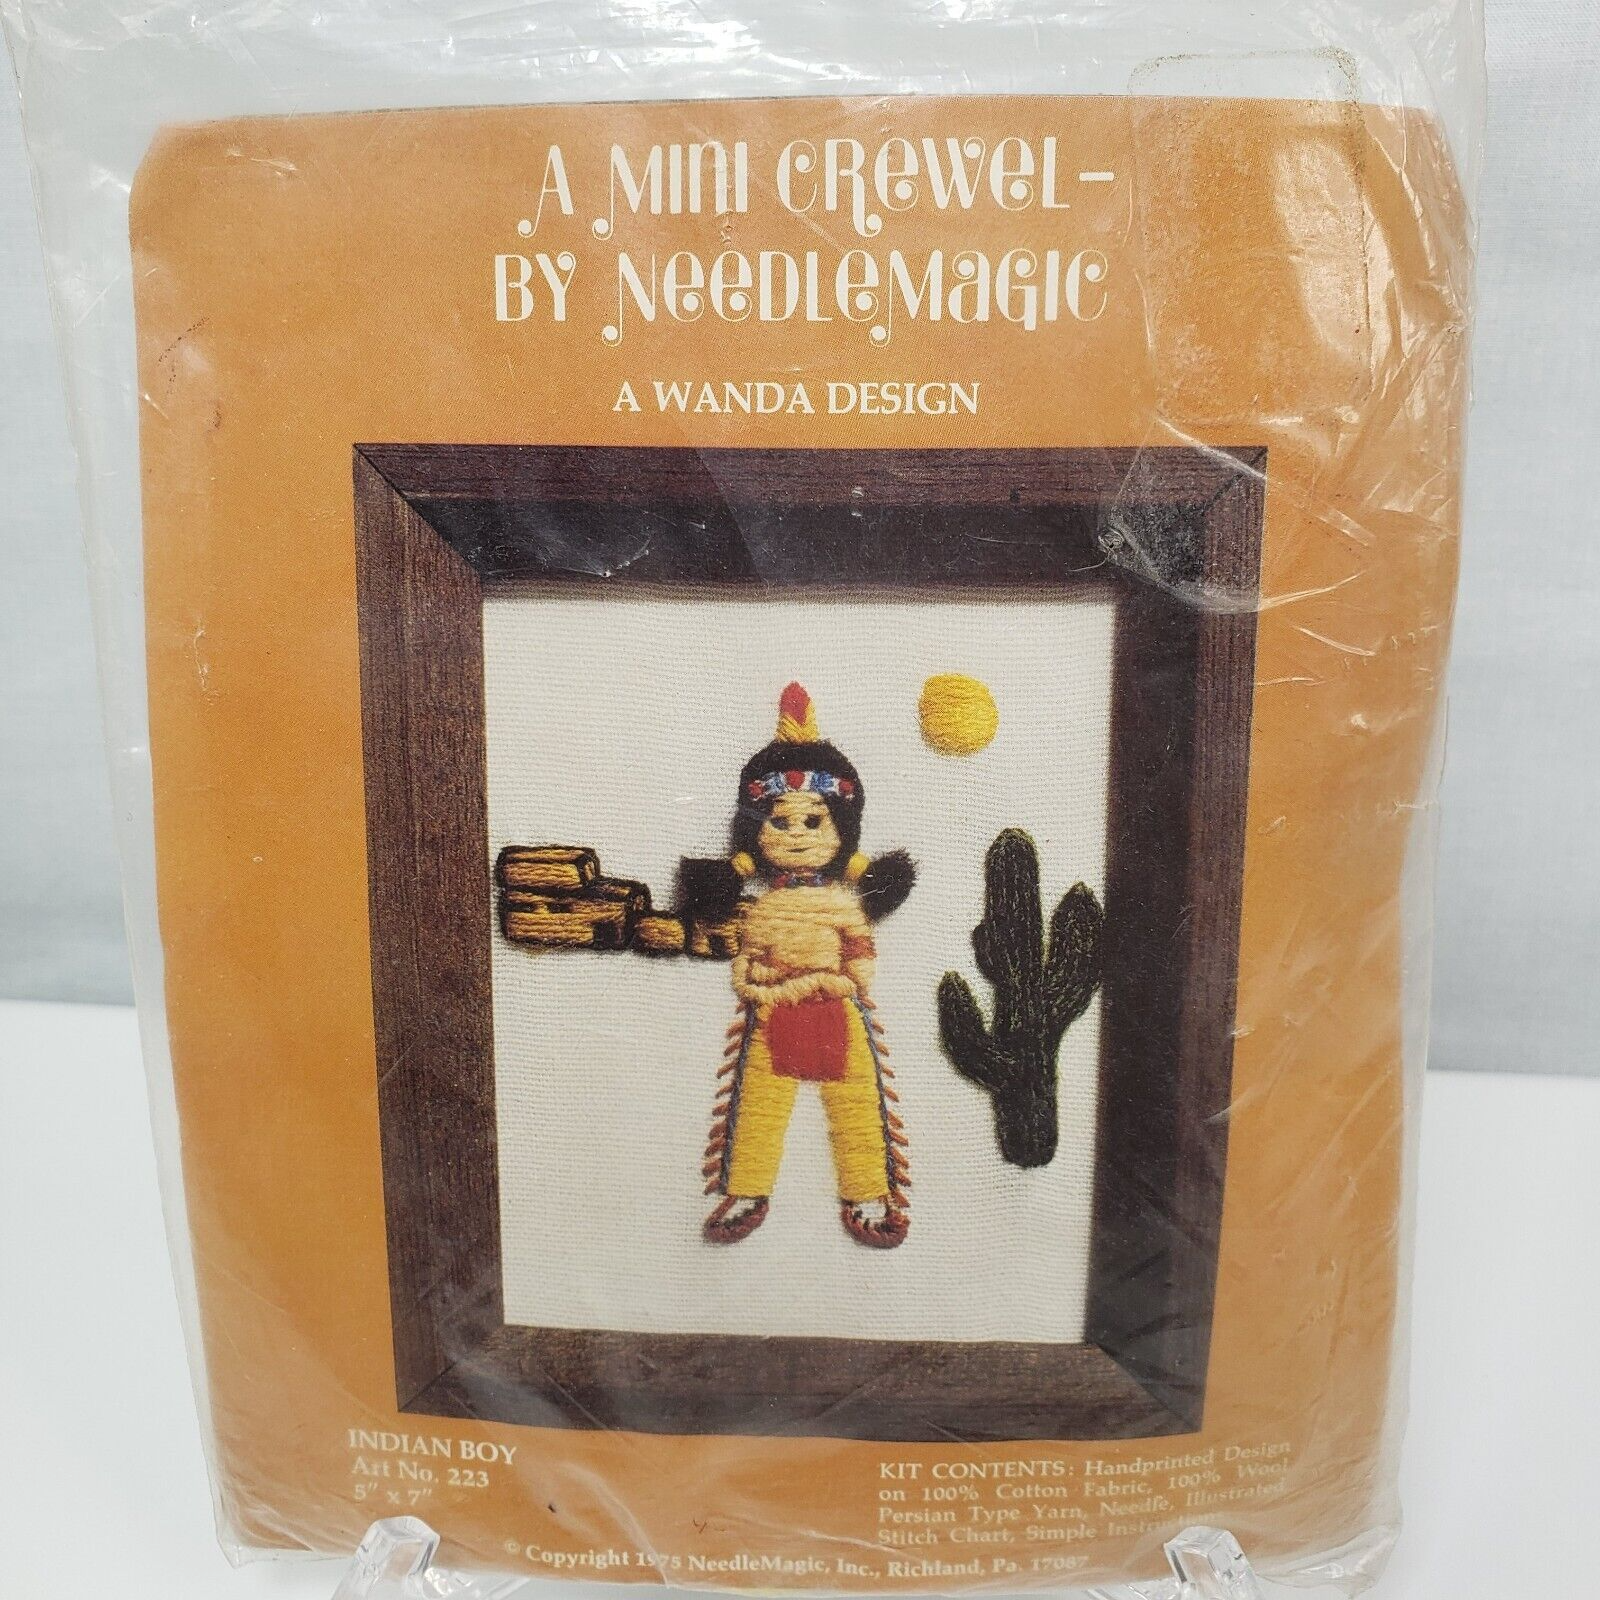 A MINI CREWEL-
BY NEEDLEMAGIC
A WANDA DESIGN
INDIAN BOY
Art No. 223
5" x 7"
KIT CONTENTS: Handprinted Design
on 100% Cotton Fabric, 100% Wool
Persian Type Yarn, Needle, Illustrated
Stitch Chart, Simple
© Copyright 1975 NeedleMagic, Inc., Richland, Pa. 17087